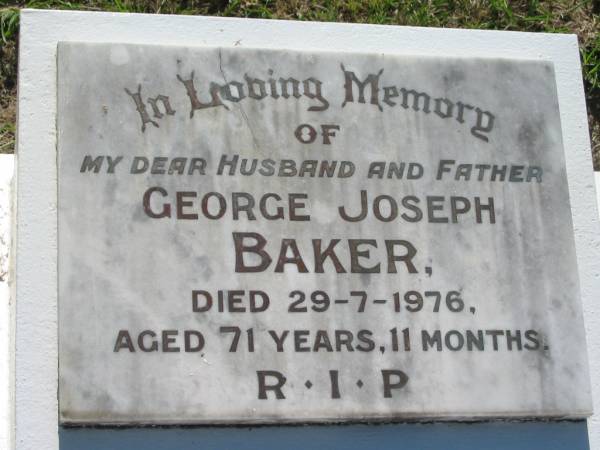 In Loving Memory
OF
MY DEAR HUSBAND AND FATHER
GEORGE JOSEPH
BAKER,
DIED 29-7-1976,
AGED 71 YEARS, 11 MONTHS.
R·I·P